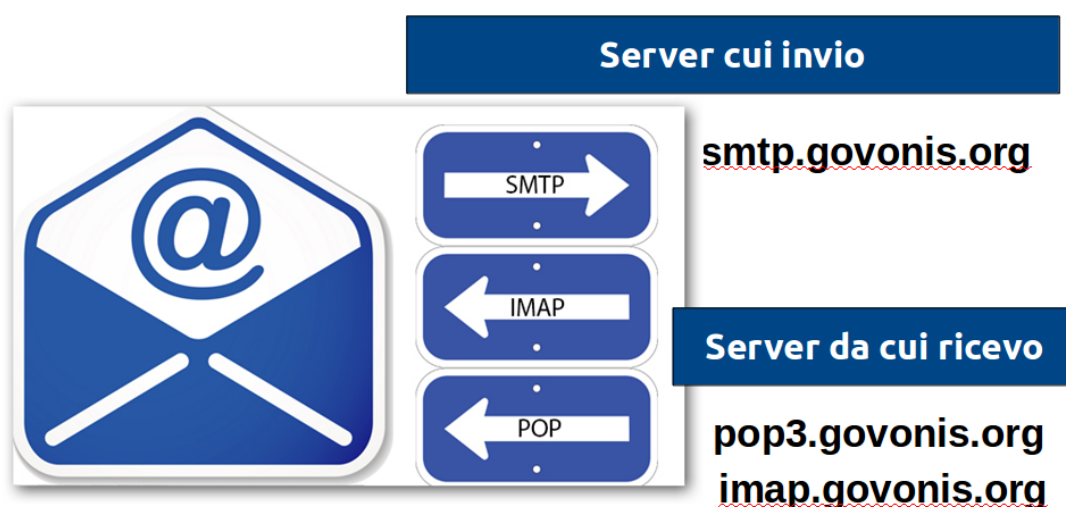 Server cui invio
smtp.govonis.org
@
SMTP
IMAP
POP
Server da cui ricevo
pop3.govonis.org
imap.govonis.org